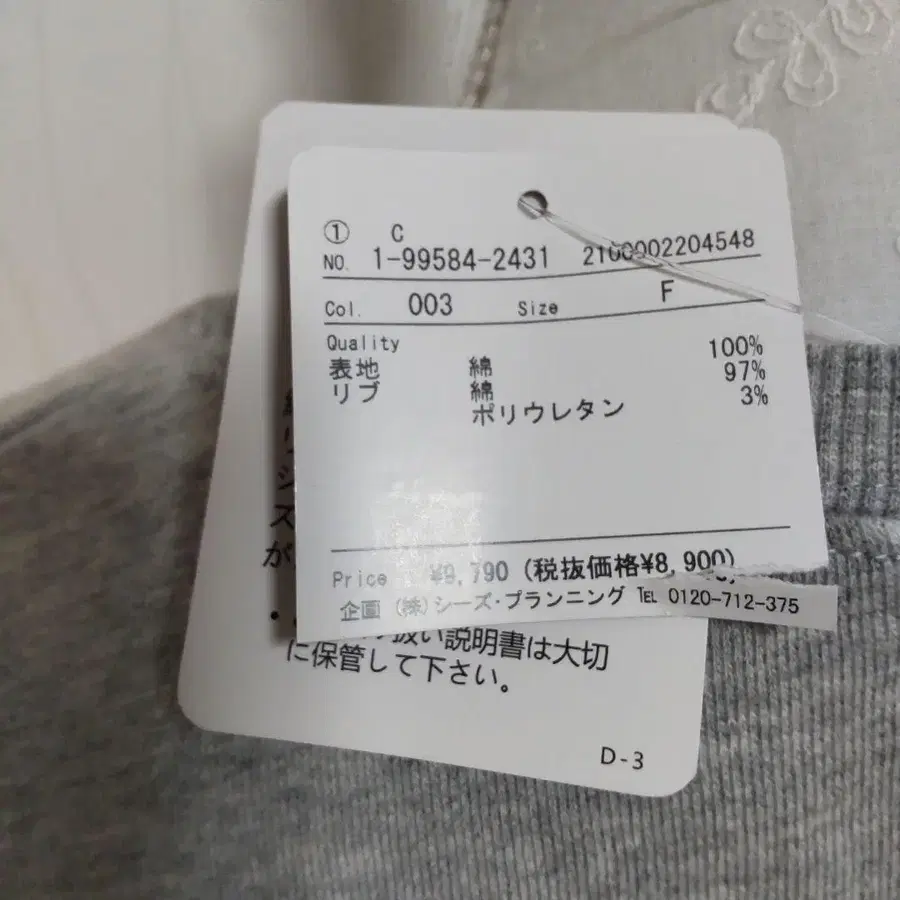 ① C
NO. 1-99584-2431 2100002204548
Col. 003 Size F
Quality
表地 綿 100%
リブ 綿 97%
ポリウレタン 3%
Price ¥9,790 (税抜価格¥8,900)
企画 (株)シーズ・プランニング TEL 0120-712-375
扱い説明書は大切
に保管して下さい。
D-3